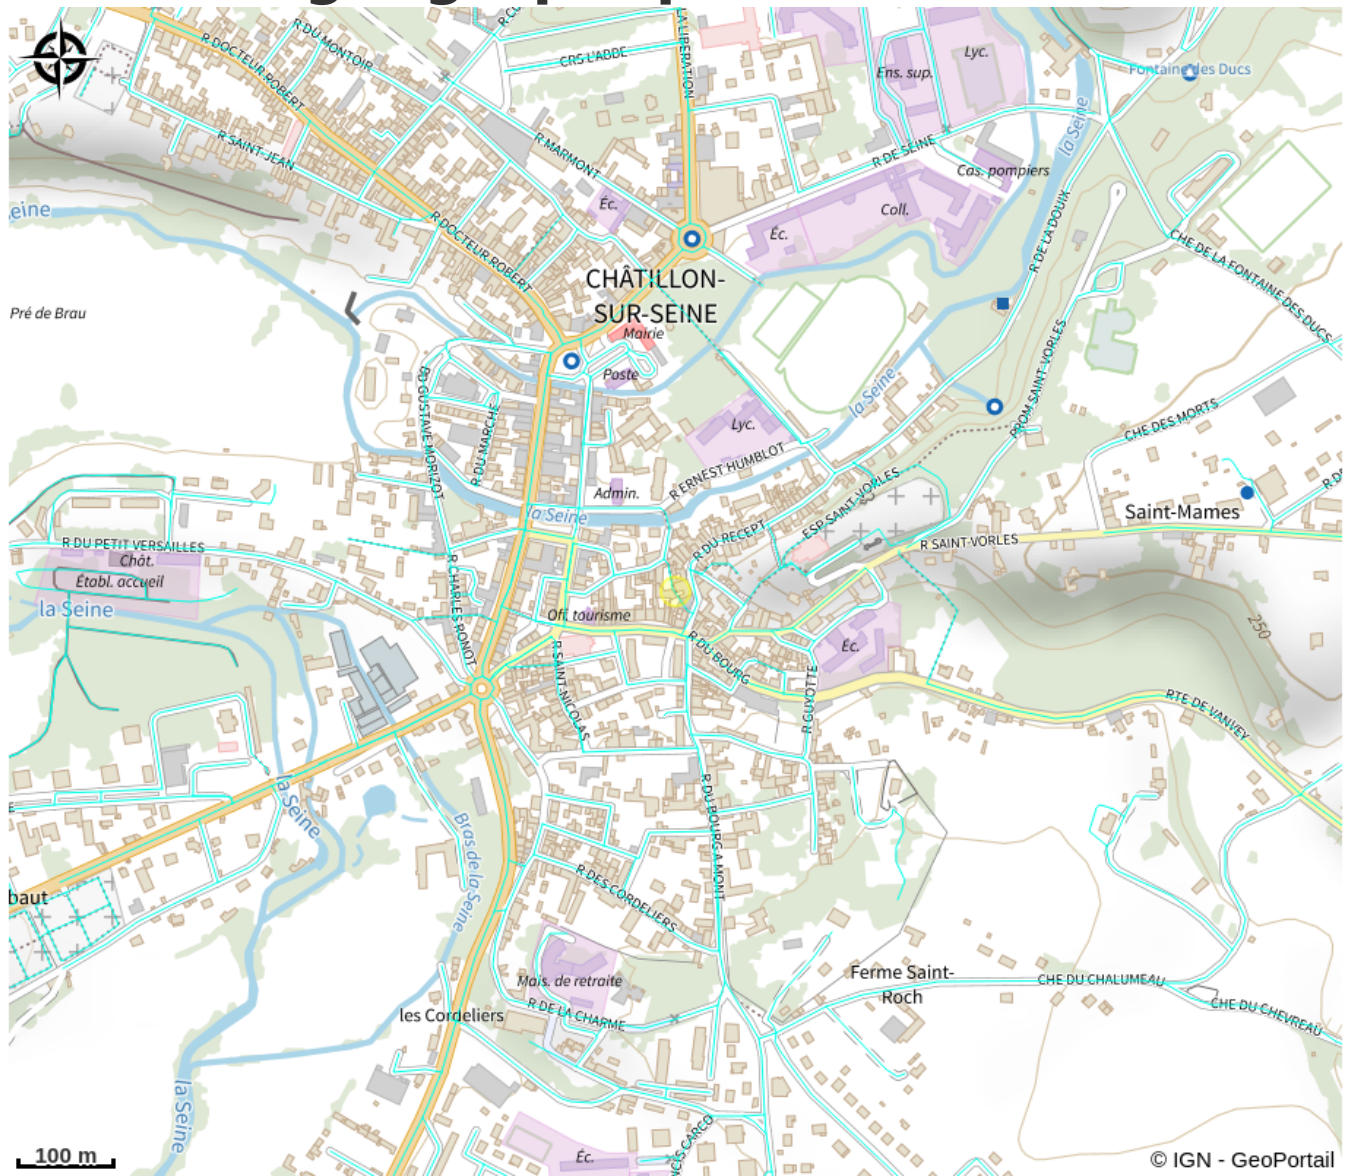 R DU MONTOIR
CRS L'ABBE
LA LIBERATION
R DOCTEUR ROBERT
R SAINT-JEAN
R MARMONT
Ens. sup.
Lyc.
Fontaine des Ducs
la Seine
R DE SEINE
Cas. pompiers
Éc.
Coll.
Éc.
eine
R DOCTEUR ROBERT
R DE LA DOUIX
CHE DE LA FONTAINE DES DUCS
CHÂTILLON-
SUR-SEINE
Mairie
Pré de Brau
Poste
BD GUSTAVE MORIZOT
R DU MARCHE
la Seine
PROM SAINT-VORLES
CHE DES MORTS
Lyc.
R ERNEST HUMBLOT
Admin.
la Seine
ESP SAINT-VORLES
R DU RECEPT
Saint-Mames
R SAINT-VORLES
R DU PETIT VERSAILLES
Chât.
Établ. accueil
la Seine
R CHARLES RONOT
Off. tourisme
R DU BOURG
Éc.
250
R SAINT-NICOLAS
R GUYOTTE
RTE DE VANVEY
la Seine
Bras de la Seine
R DU BOURG A MONT
R DES CORDELIERS
baut
Mais. de retraite
R DE LA CHARME
les Cordeliers
Ferme Saint-
Roch
CHE DU CHALUMEAU
CHE DU CHEVREAU
la Seine
Éc.
100 m
© IGN - GeoPortail